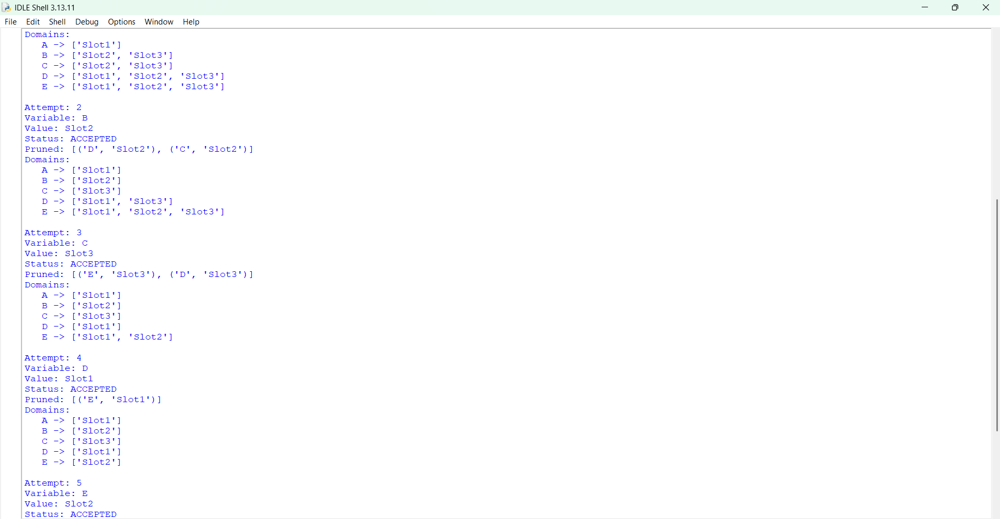 IDLE Shell 3.13.11
File Edit Shell Debug Options Window Help
Domains:
   A -> ['Slot1']
   B -> ['Slot2', 'Slot3']
   C -> ['Slot2', 'Slot3']
   D -> ['Slot1', 'Slot2', 'Slot3']
   E -> ['Slot1', 'Slot2', 'Slot3']

Attempt: 2
Variable: B
Value: Slot2
Status: ACCEPTED
Pruned: [('D', 'Slot2'), ('C', 'Slot2')]
Domains:
   A -> ['Slot1']
   B -> ['Slot2']
   C -> ['Slot3']
   D -> ['Slot1', 'Slot3']
   E -> ['Slot1', 'Slot2', 'Slot3']

Attempt: 3
Variable: C
Value: Slot3
Status: ACCEPTED
Pruned: [('E', 'Slot3'), ('D', 'Slot3')]
Domains:
   A -> ['Slot1']
   B -> ['Slot2']
   C -> ['Slot3']
   D -> ['Slot1']
   E -> ['Slot1', 'Slot2']

Attempt: 4
Variable: D
Value: Slot1
Status: ACCEPTED
Pruned: [('E', 'Slot1')]
Domains:
   A -> ['Slot1']
   B -> ['Slot2']
   C -> ['Slot3']
   D -> ['Slot1']
   E -> ['Slot2']

Attempt: 5
Variable: E
Value: Slot2
Status: ACCEPTED